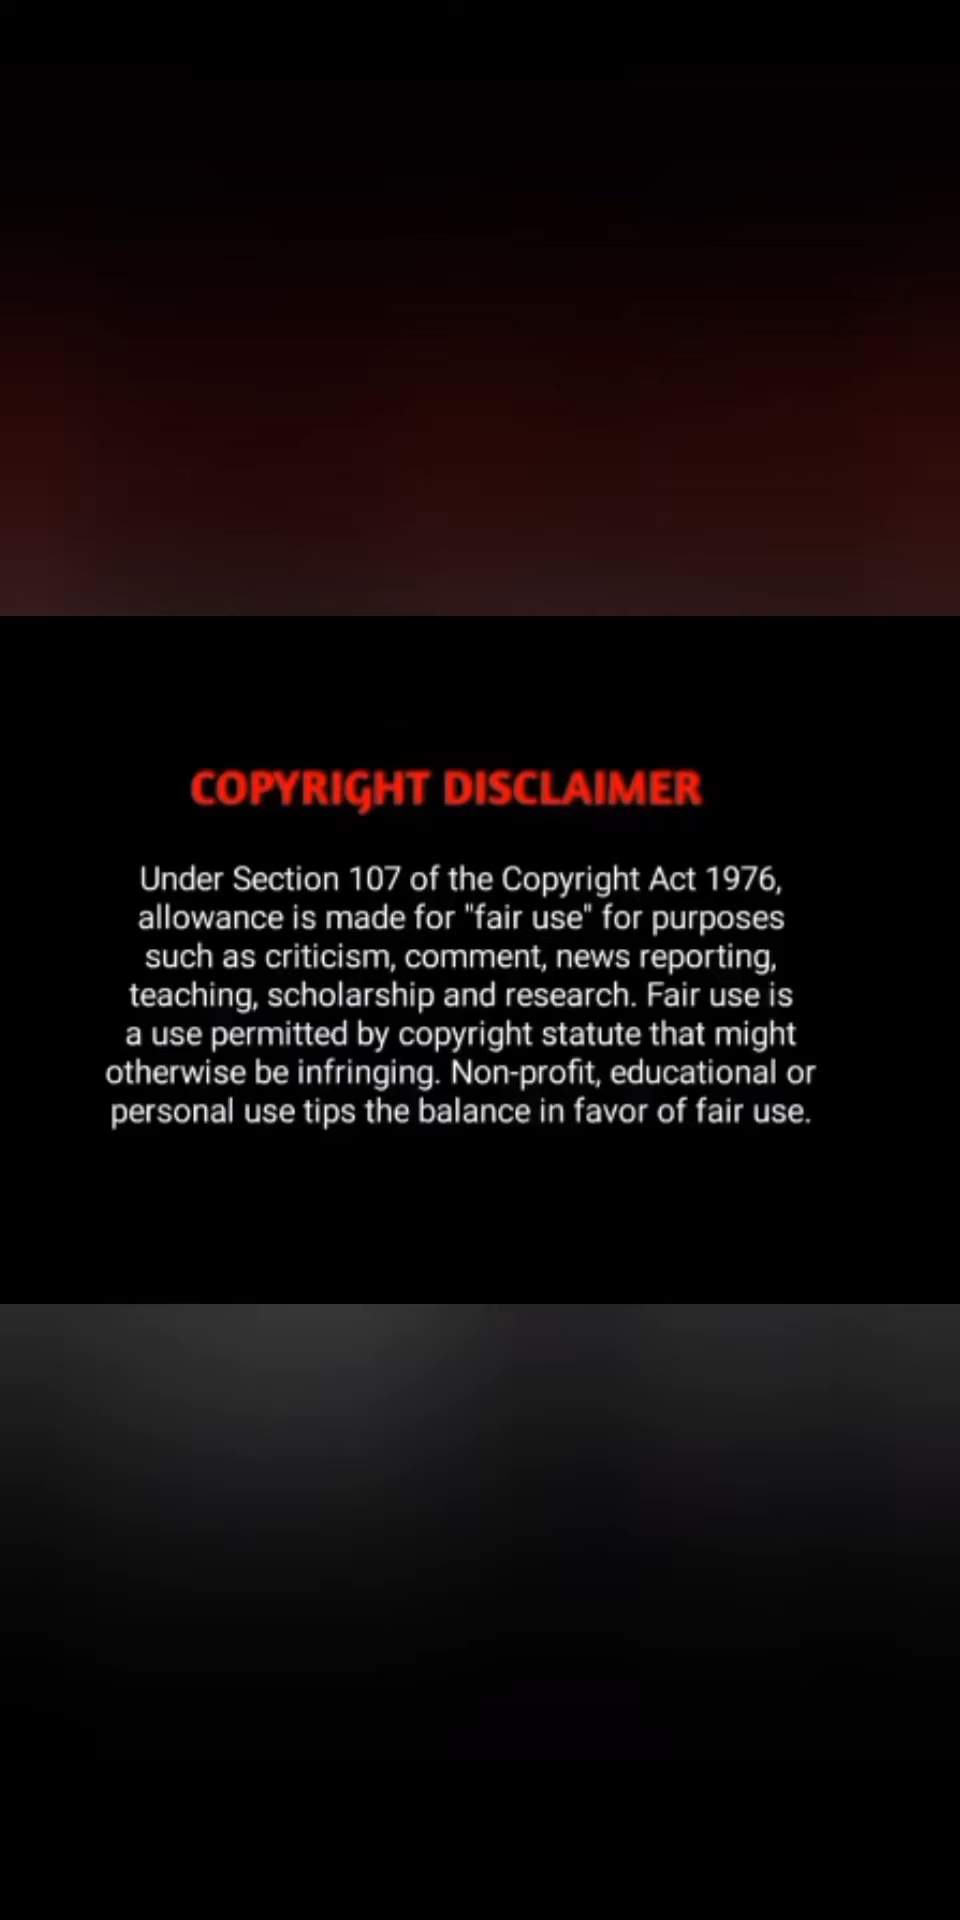 COPYRIGHT DISCLAIMER
Under Section 107 of the Copyright Act 1976,
allowance is made for "fair use" for purposes
such as criticism, comment, news reporting,
teaching, scholarship and research. Fair use is
a use permitted by copyright statute that might
otherwise be infringing. Non-profit, educational or
personal use tips the balance in favor of fair use.